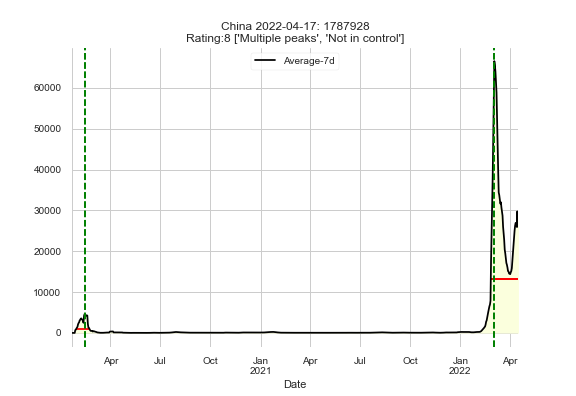 China 2022-04-17: 1787928
Rating:8 ['Multiple peaks', 'Not in control']
Average-7d
60000
50000
40000
30000
20000
10000
0
Apr Jul Oct Jan Apr Jul Oct Jan Apr
2021 2022
Date